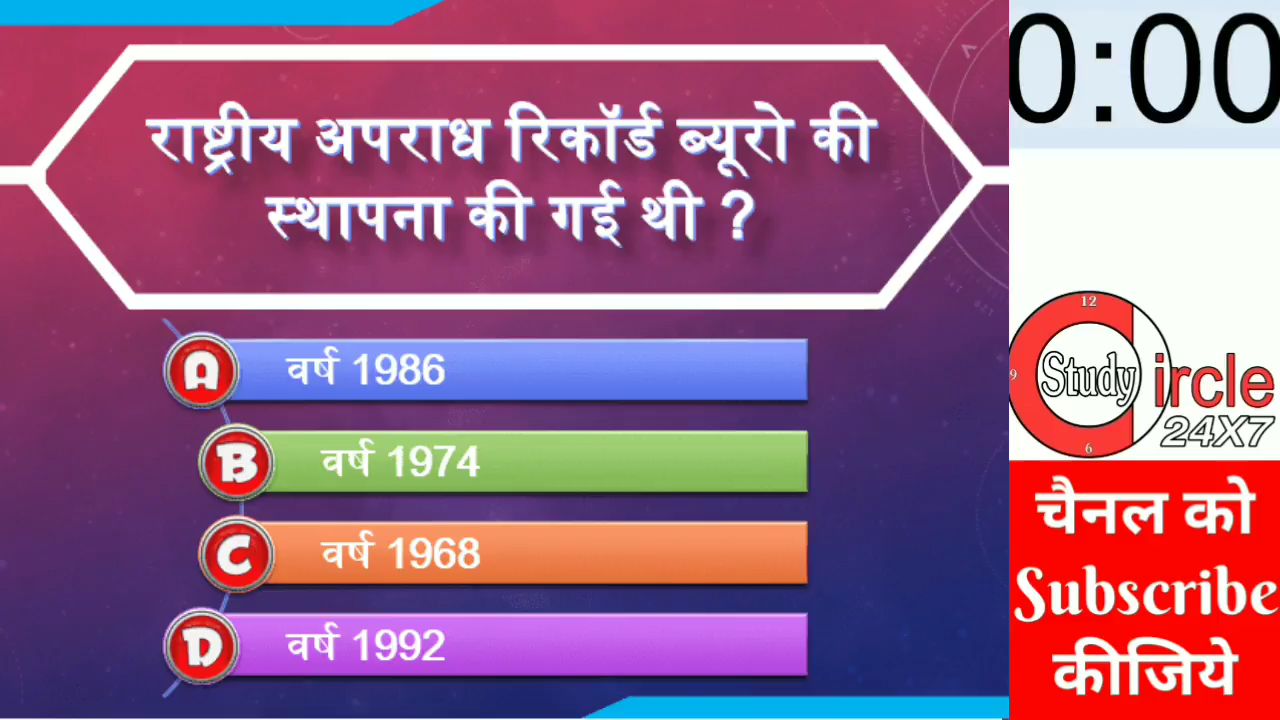 राष्ट्रीय अपराध रिकॉर्ड ब्यूरो की
स्थापना की गई थी ?
A वर्ष 1986
B वर्ष 1974
C वर्ष 1968
D वर्ष 1992
0:00
12
9
Study Circle
24X7
6
चैनल को
Subscribe
कीजिये